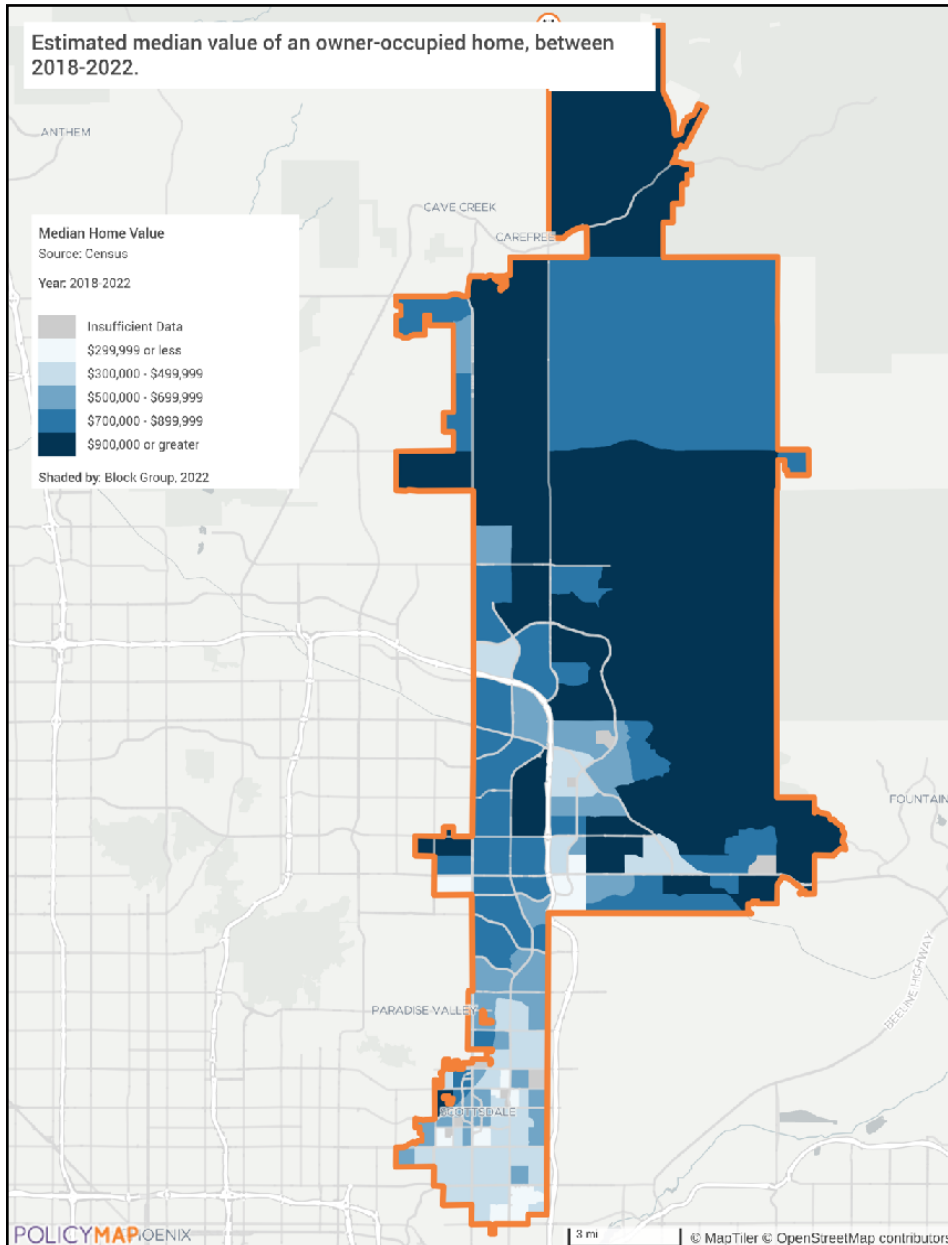 Estimated median value of an owner-occupied home, between
2018-2022.
ANTHEM
CAVE CREEK
CAREFREE
Median Home Value
Source: Census
Year: 2018-2022
Insufficient Data
$299,999 or less
$300,000 - $499,999
$500,000 - $699,999
$700,000 - $899,999
$900,000 or greater
Shaded by: Block Group, 2022
FOUNTAIN
BEELINE HIGHWAY
PARADISE VALLEY
SCOTTSDALE
POLICYMAP
OENIX
3 mi
© MapTiler © OpenStreetMap contributors